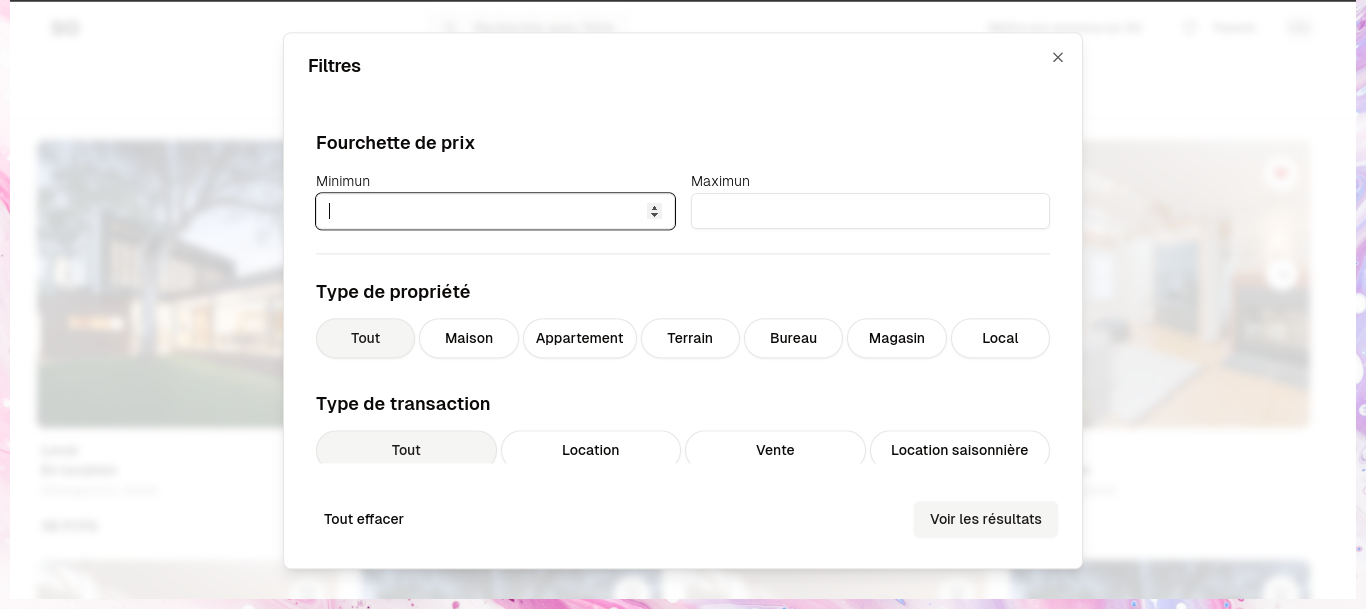 Filtres
Fourchette de prix
Minimun Maximun
Type de propriété
Tout Maison Appartement Terrain Bureau Magasin Local
Type de transaction
Tout Location Vente Location saisonnière
Tout effacer Voir les résultats